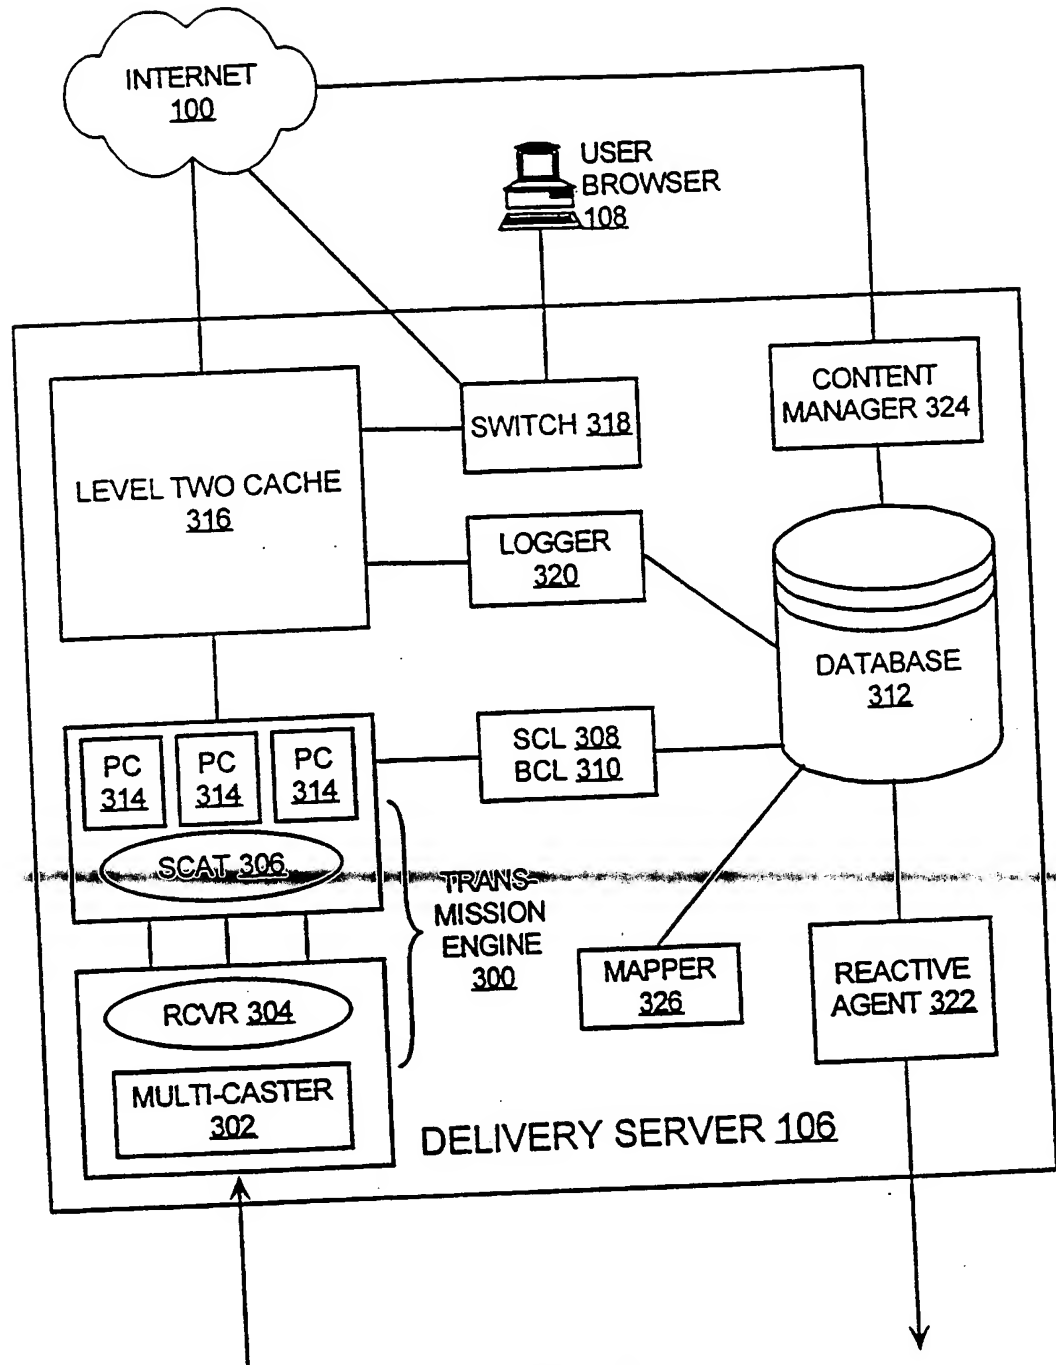 INTERNET
100
USER
BROWSER
108
CONTENT
MANAGER 324
SWITCH 318
LEVEL TWO CACHE
316
LOGGER
320
DATABASE
312
SCL 308
BCL 310
PC
314
PC
314
PC
314
SCAT 306
TRANS-
MISSION
ENGINE
300
RCVR 304
MULTI-CASTER
302
MAPPER
326
REACTIVE
AGENT 322
DELIVERY SERVER 106